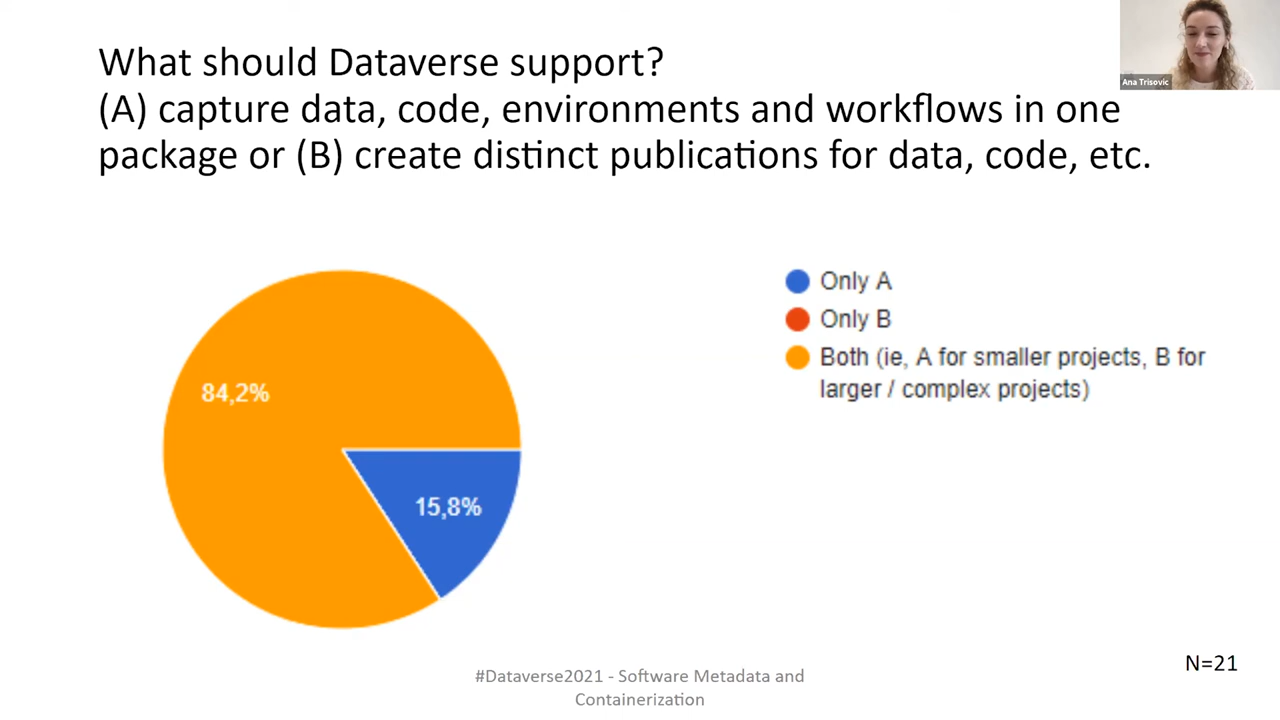 What should Dataverse support?
(A) capture data, code, environments and workflows in one
package or (B) create distinct publications for data, code, etc.
Ana Trisovic
Only A
Only B
Both (ie, A for smaller projects, B for
larger / complex projects)
84,2%
15,8%
N=21
#Dataverse2021 - Software Metadata and
Containerization